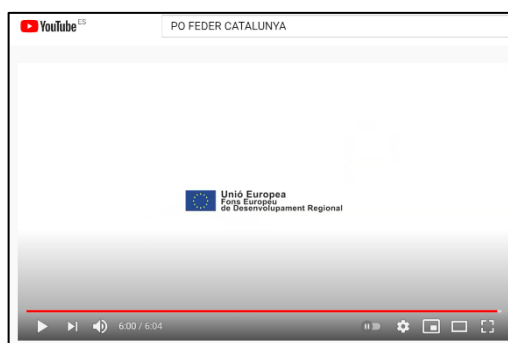 YouTube ES
PO FEDER CATALUNYA
Unió Europea
Fons Europeu
de Desenvolupament Regional
6:00 / 6:04